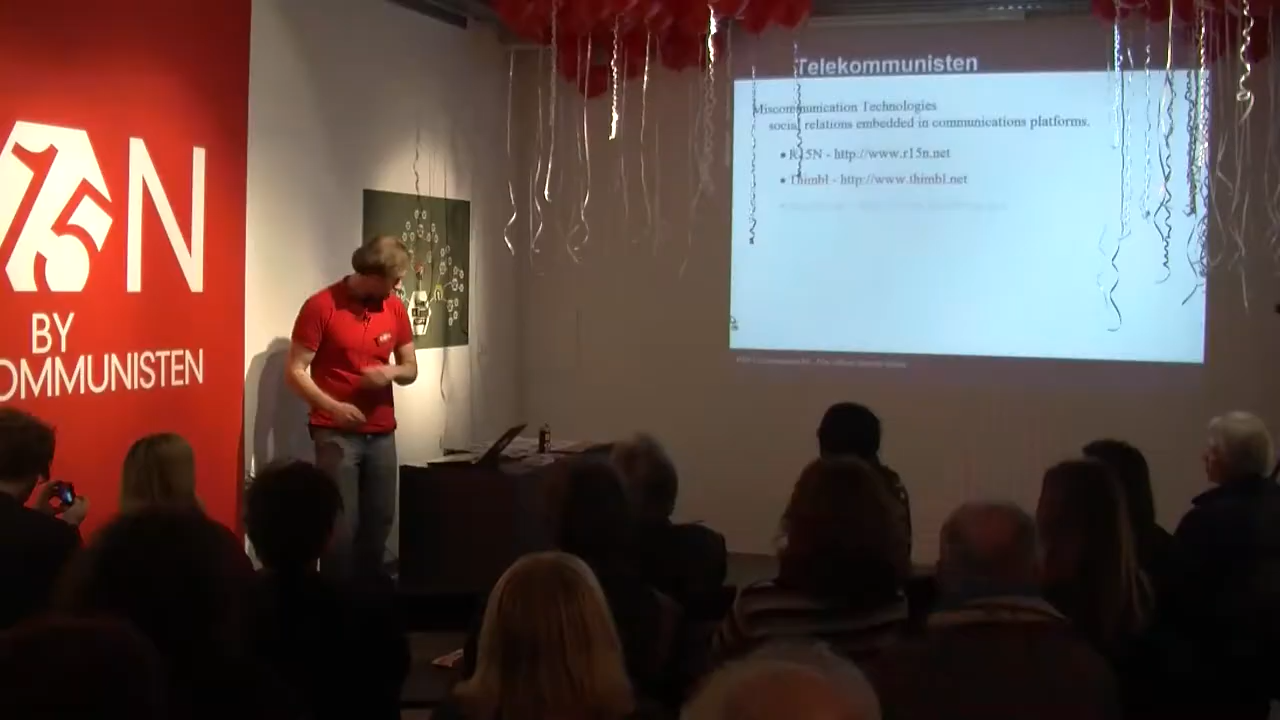 15N
BY
OMMUNISTEN
Telekommunisten
Miscommunication Technologies
social relations embedded in communications platforms.
• R15N - http://www.r15n.net
• Thimbl - http://www.thimbl.net